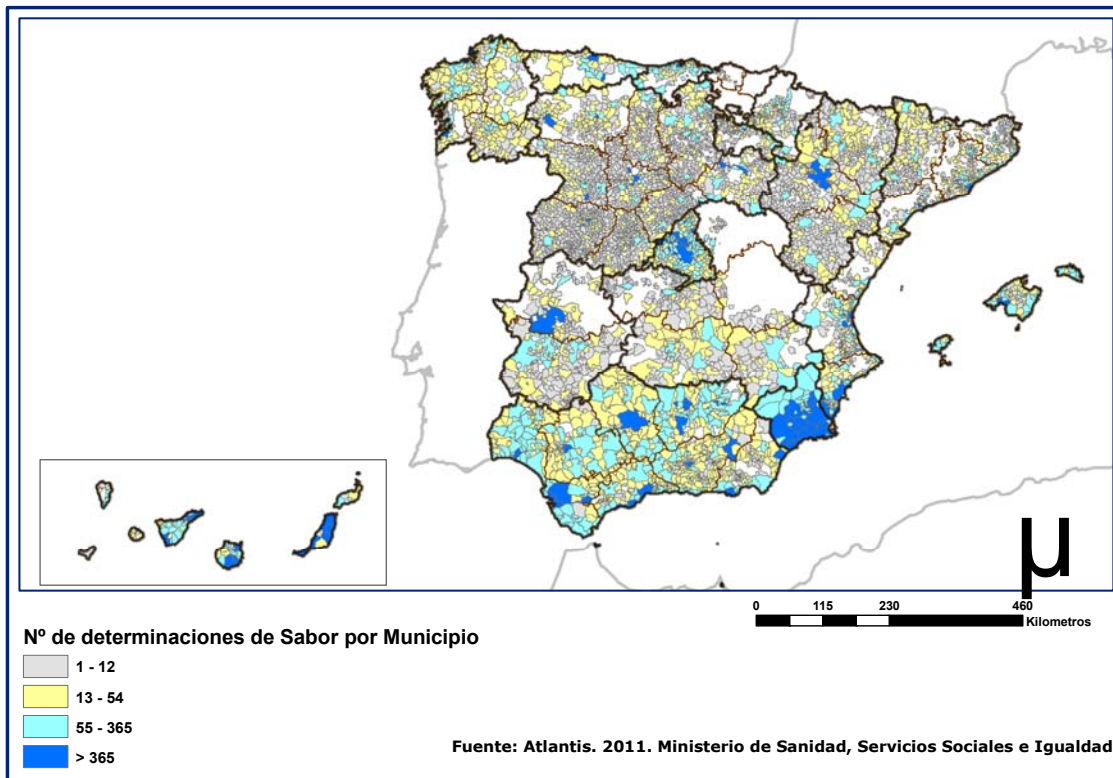 µ
0 115 230 460
Kilometros
Nº de determinaciones de Sabor por Municipio
1 - 12
13 - 54
55 - 365
> 365
Fuente: Atlantis. 2011. Ministerio de Sanidad, Servicios Sociales e Igualdad